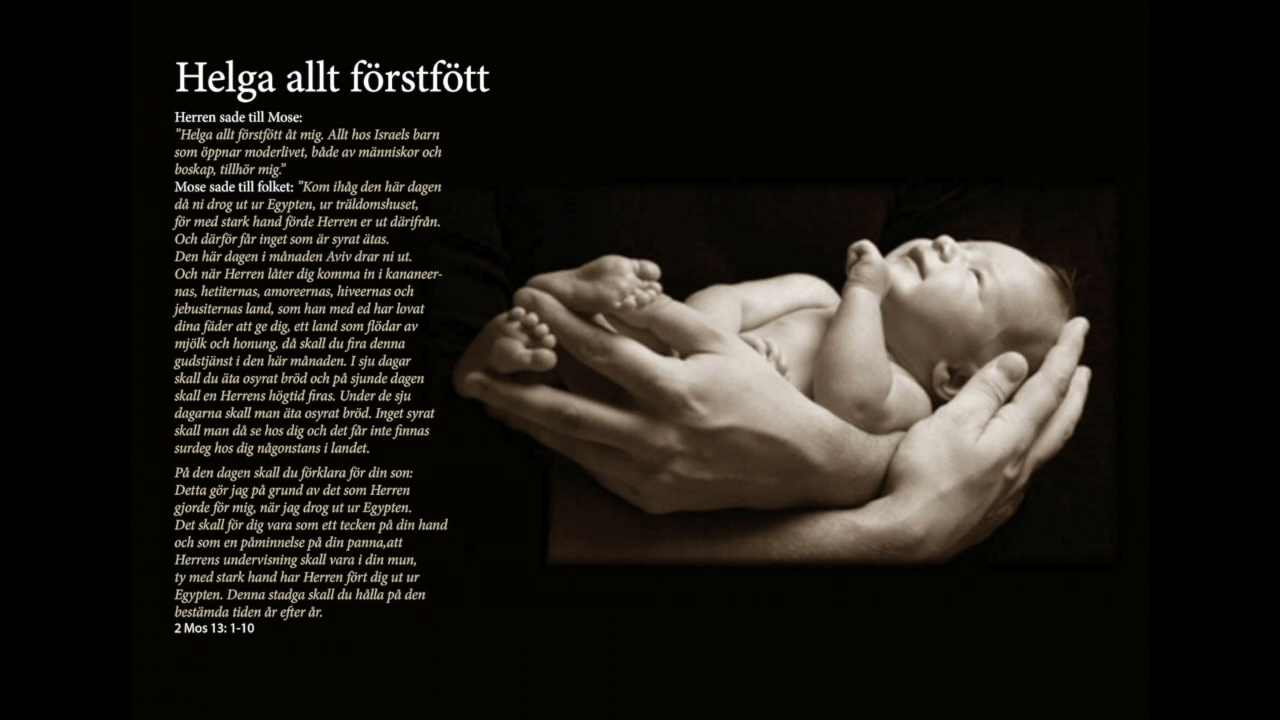 Helga allt förstfött
Herren sade till Mose:
”Helga allt förstfött åt mig. Allt hos Israels barn
som öppnar moderlivet, både av människor och
boskap, tillhör mig.”
Mose sade till folket: ”Kom ihåg den här dagen
då ni drog ut ur Egypten, ur träldomshuset,
för med stark hand förde Herren er ut därifrån.
Och därför får inget som är syrat ätas.
Den här dagen i månaden Aviv drar ni ut.
Och när Herren låter dig komma in i kananeer-
nas, hetiternas, amoreernas, hiveernas och
jebusiternas land, som han med ed har lovat
dina fäder att ge dig, ett land som flödar av
mjölk och honung, då skall du fira denna
gudstjänst i den här månaden. I sju dagar
skall du äta osyrat bröd och på sjunde dagen
skall en Herrens högtid firas. Under de sju
dagarna skall man äta osyrat bröd. Inget syrat
skall man då se hos dig och det får inte finnas
surdeg hos dig någonstans i landet.
På den dagen skall du förklara för din son:
Detta gör jag på grund av det som Herren
gjorde för mig, när jag drog ut ur Egypten.
Det skall för dig vara som ett tecken på din hand
och som en påminnelse på din panna,att
Herrens undervisning skall vara i din mun,
ty med stark hand har Herren fört dig ut ur
Egypten. Denna stadga skall du hålla på den
bestämda tiden år efter år.
2 Mos 13: 1-10